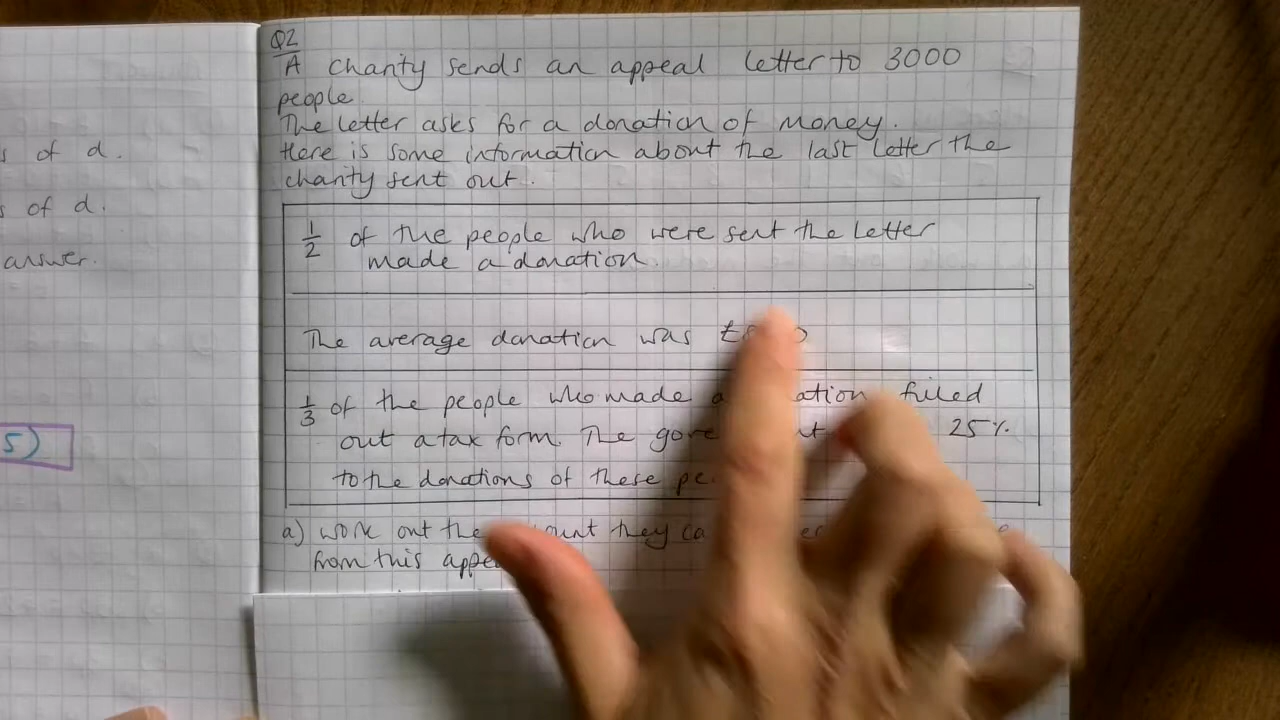 s of d.
s of d.
answer.
5)
Q2
A charity sends an appeal letter to 3000
people.
The letter asks for a donation of money.
Here is some information about the last letter the
charity sent out.
1/2 of the people who were sent the letter
made a donation.
The average donation was
1/3 of the people who made a filled
out a tax form. The 25%
to the donations of these
a) work out the they
from this